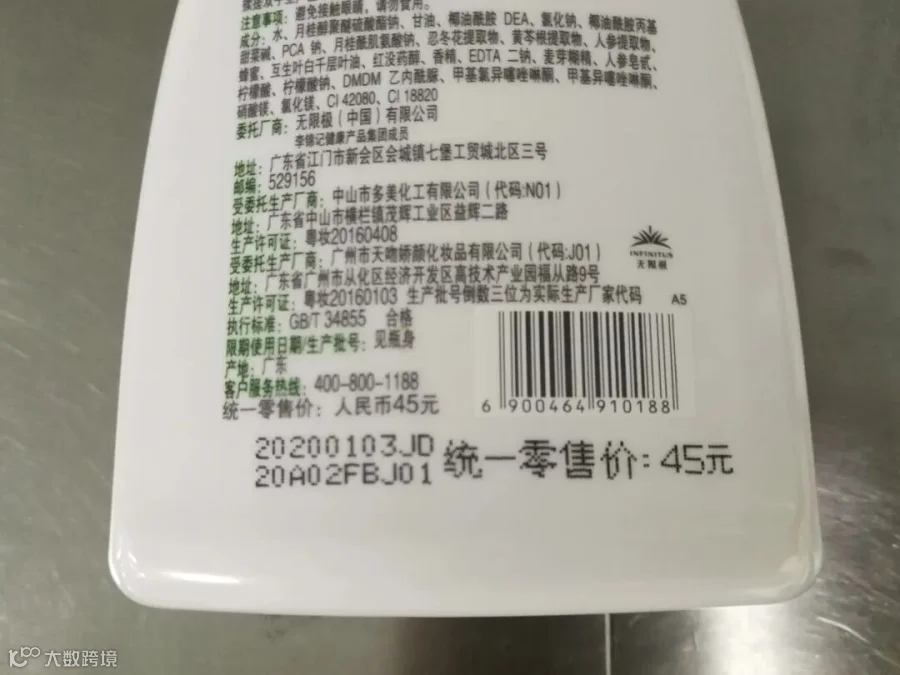 注意事项：避免接触眼睛，请勿食用。
成分：水、月桂醇聚醚硫酸酯钠、甘油、椰油酰胺 DEA、氯化钠、椰油酰胺丙基
甜菜碱、PCA 钠、月桂酰肌氨酸钠、忍冬花提取物、黄芩根提取物、人参提取物、
蜂蜜、互生叶白千层叶油、红没药醇、香精、EDTA 二钠、麦芽糊精、人参皂甙、
柠檬酸、柠檬酸钠、DMDM 乙内酰脲、甲基氯异噻唑啉酮、甲基异噻唑啉酮、
硝酸镁、氯化镁、CI 42080、CI 18820
委托厂商：无限极（中国）有限公司
李锦记健康产品集团成员
地址：广东省江门市新会区会城镇七堡工贸城北区三号
邮编：529156
受委托生产厂商：中山市多美化工有限公司（代码:N01）
地址：广东省中山市横栏镇茂辉工业区益辉二路
生产许可证：粤妆20160408
受委托生产厂商：广州市天吻娇颜化妆品有限公司（代码:J01）
地址：广东省广州市从化区经济开发区高技术产业园福从路9号
生产许可证：粤妆20160103 生产批号倒数三位为实际生产厂家代码
INFINITUS
无限极
A5
执行标准：GB/T 34855 合格
限期使用日期/生产批号：见瓶身
产地：广东
客户服务热线：400-800-1188
统一零售价：人民币45元
6 900464 910188
20200103JD
20A02FBJ01
统一零售价：45元
大数跨境